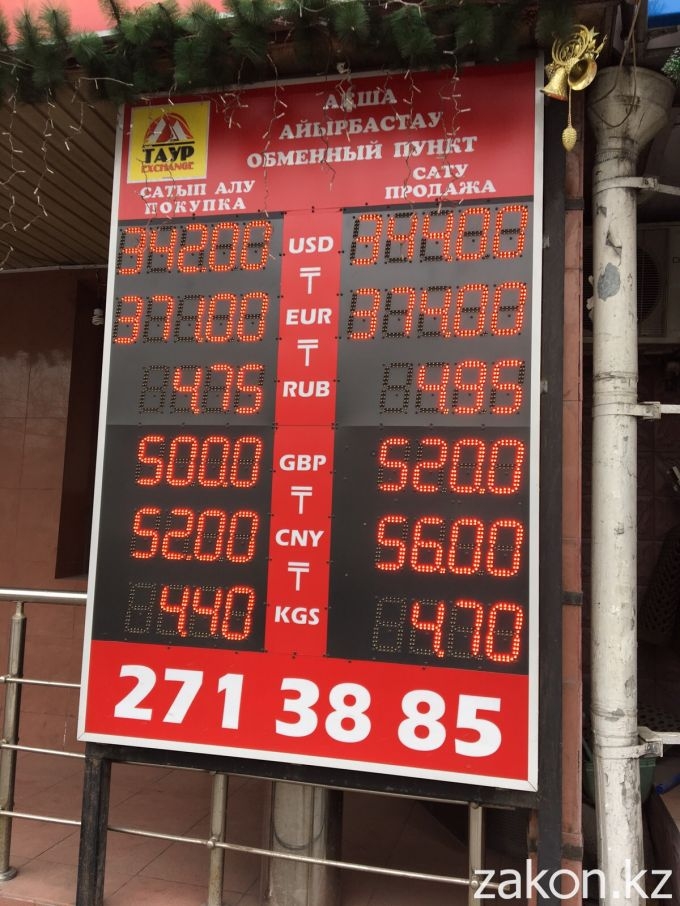 ТАУР
EXCHANGE
АҚША
АЙЫРБАСТАУ
ОБМЕННЫЙ ПУНКТ
САТЫП АЛУ
ПОКУПКА
САТУ
ПРОДАЖА
342.00 USD 344.00
₸
371.00 EUR 374.00
₸
4.75 RUB 4.95
500.0 GBP 520.0
₸
52.00 CNY 56.00
₸
4.40 KGS 4.70
271 38 85
zakon.kz